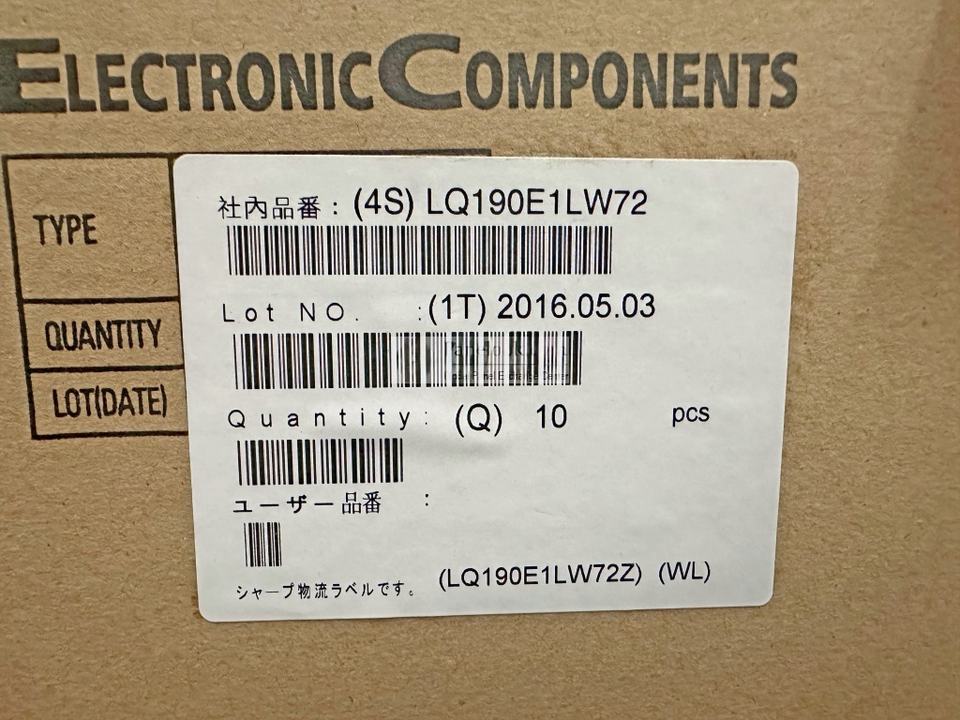 ELECTRONIC COMPONENTS
TYPE
QUANTITY
LOT(DATE)
社內品番 : (4S) LQ190E1LW72
Lot NO. :(1T) 2016.05.03
Quantity: (Q) 10 pcs
ユーザー品番 :
シャープ物流ラベルです。 (LQ190E1LW72Z) (WL)